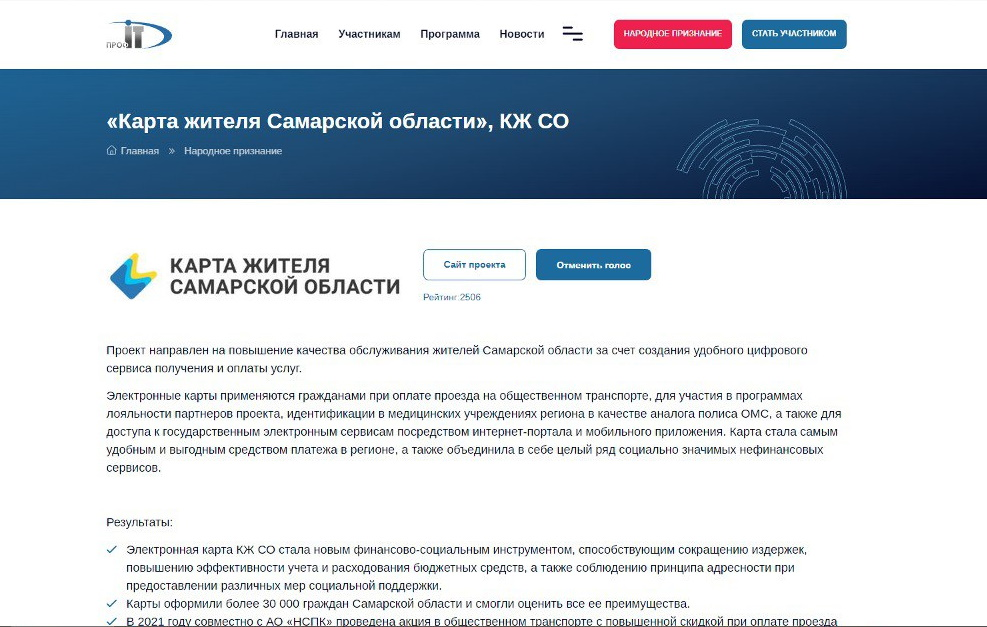 ПРОФ IT
Главная Участникам Программа Новости НАРОДНОЕ ПРИЗНАНИЕ СТАТЬ УЧАСТНИКОМ
«Карта жителя Самарской области», КЖ СО
Главная » Народное признание
КАРТА ЖИТЕЛЯ
САМАРСКОЙ ОБЛАСТИ
Сайт проекта Отменить голос
Рейтинг:2506
Проект направлен на повышение качества обслуживания жителей Самарской области за счет создания удобного цифрового
сервиса получения и оплаты услуг.
Электронные карты применяются гражданами при оплате проезда на общественном транспорте, для участия в программах
лояльности партнеров проекта, идентификации в медицинских учреждениях региона в качестве аналога полиса ОМС, а также для
доступа к государственным электронным сервисам посредством интернет-портала и мобильного приложения. Карта стала самым
удобным и выгодным средством платежа в регионе, а также объединила в себе целый ряд социально значимых нефинансовых
сервисов.
Результаты:
Электронная карта КЖ СО стала новым финансово-социальным инструментом, способствующим сокращению издержек,
повышению эффективности учета и расходования бюджетных средств, а также соблюдению принципа адресности при
предоставлении различных мер социальной поддержки.
Карты оформили более 30 000 граждан Самарской области и смогли оценить все ее преимущества.
В 2021 году совместно с АО «НСПК» проведена акция в общественном транспорте с повышенной скидкой при оплате проезда